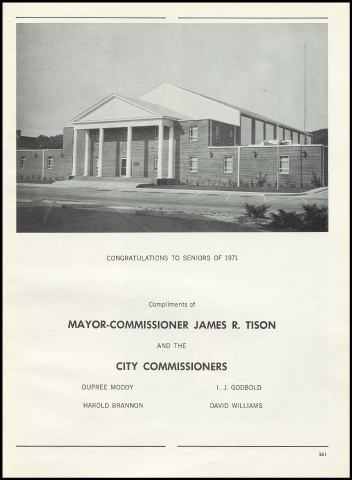 CONGRATULATIONS TO SENIORS OF 1971
Compliments of
MAYOR-COMMISSIONER JAMES R. TISON
AND THE
CITY COMMISSIONERS
DUPREE MOODY I. J. GODBOLD
HAROLD BRANNON DAVID WILLIAMS
261